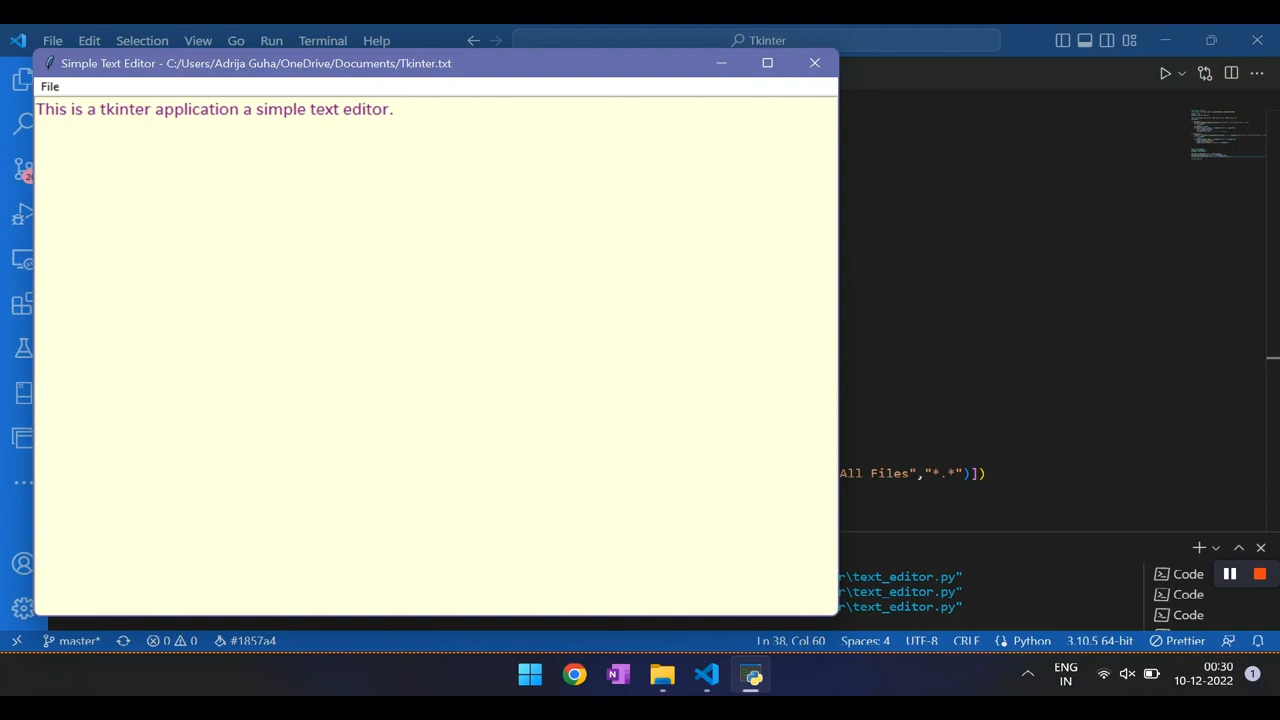 File Edit Selection View Go Run Terminal Help Tkinter
Simple Text Editor - C:/Users/Adrija Guha/OneDrive/Documents/Tkinter.txt
File
This is a tkinter application a simple text editor.
All Files","*.*")])
r\text_editor.py"
Code
r\text_editor.py"
Code
r\text_editor.py"
Code
master* 0 0 #1857a4 Ln 38, Col 60 Spaces: 4 UTF-8 CRLF Python 3.10.5 64-bit Prettier
ENG
IN
00:30
10-12-2022
1